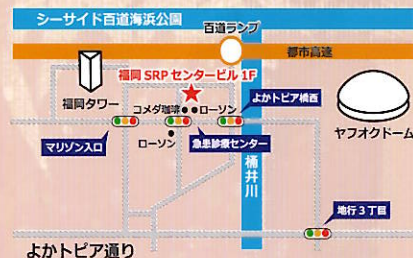 シーサイド百道海浜公園
百道ランプ
都市高速
福岡SRPセンタービル 1F
福岡タワー
コメダ珈琲
ローソン
よかトピア橋西
マリゾン入口
ローソン
急患診療センター
ヤフオクドーム
樋井川
地行3丁目
よかトピア通り